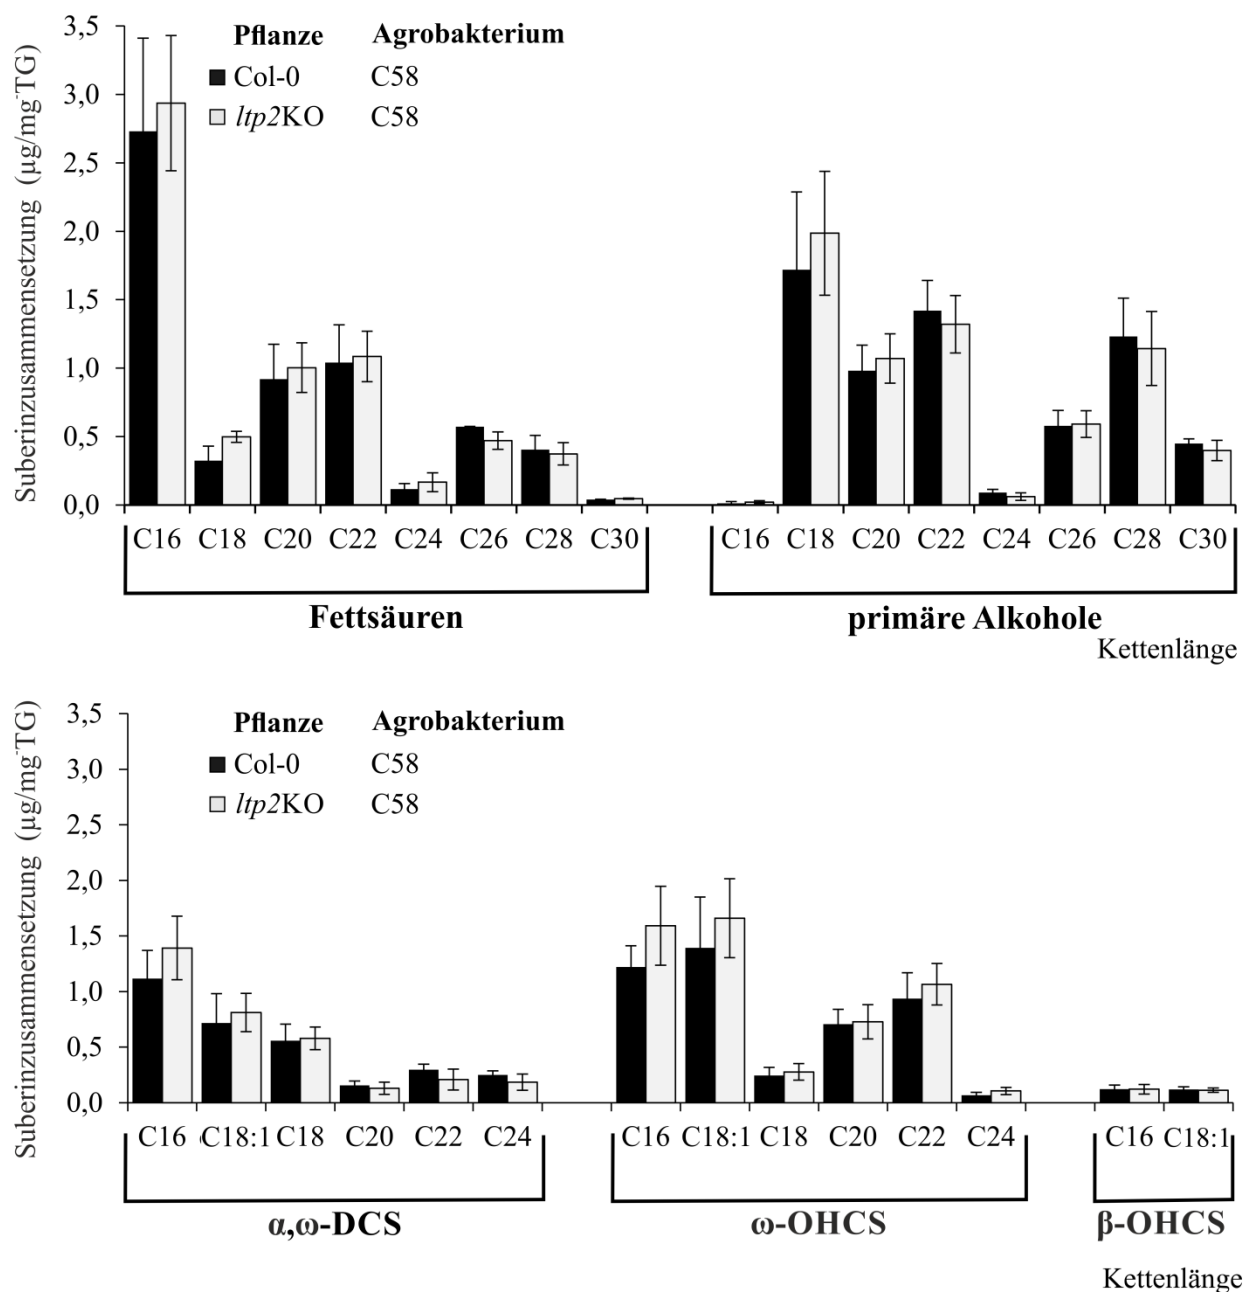 Suberinzusammensetzung (µg/mg TG)
3,5
3,0
2,5
2,0
1,5
1,0
0,5
0,0
Pflanze Agrobakterium
Col-0 C58
ltp2KO C58
C16 C18 C20 C22 C24 C26 C28 C30 C16 C18 C20 C22 C24 C26 C28 C30
Fettsäuren primäre Alkohole
Kettenlänge
Suberinzusammensetzung (µg/mg TG)
3,5
3,0
2,5
2,0
1,5
1,0
0,5
0,0
Pflanze Agrobakterium
Col-0 C58
ltp2KO C58
C16 C18:1 C18 C20 C22 C24 C16 C18:1 C18 C20 C22 C24 C16 C18:1
α,ω-DCS ω-OHCS β-OHCS
Kettenlänge